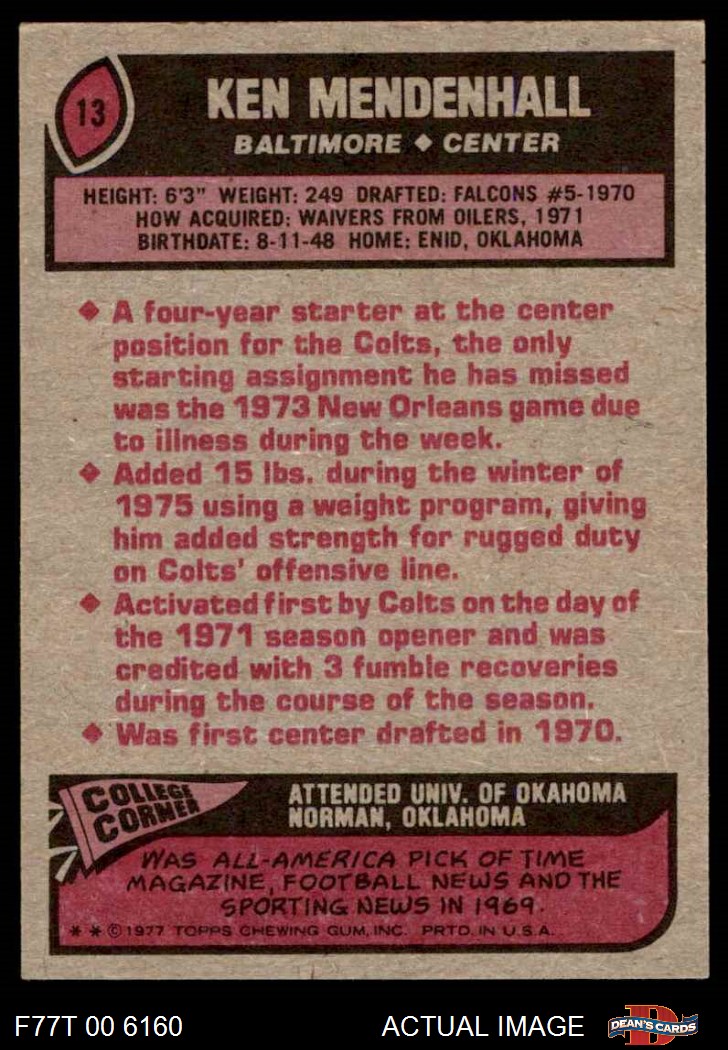 13
KEN MENDENHALL
BALTIMORE ◆ CENTER
HEIGHT: 6'3" WEIGHT: 249 DRAFTED: FALCONS #5-1970
HOW ACQUIRED: WAIVERS FROM OILERS, 1971
BIRTHDATE: 8-11-48 HOME: ENID, OKLAHOMA
◆ A four-year starter at the center
position for the Colts, the only
starting assignment he has missed
was the 1973 New Orleans game due
to illness during the week.
◆ Added 15 lbs. during the winter of
1975 using a weight program, giving
him added strength for rugged duty
on Colts' offensive line.
◆ Activated first by Colts on the day of
the 1971 season opener and was
credited with 3 fumble recoveries
during the course of the season.
◆ Was first center drafted in 1970.
COLLEGE
CORNER
ATTENDED UNIV. OF OKAHOMA
NORMAN, OKLAHOMA
WAS ALL-AMERICA PICK OF TIME
MAGAZINE, FOOTBALL NEWS AND THE
SPORTING NEWS IN 1969.
* * © 1977 TOPPS CHEWING GUM, INC. PRTD. IN U.S.A.
F77T 00 6160
ACTUAL IMAGE
D
DEAN'S CARDS